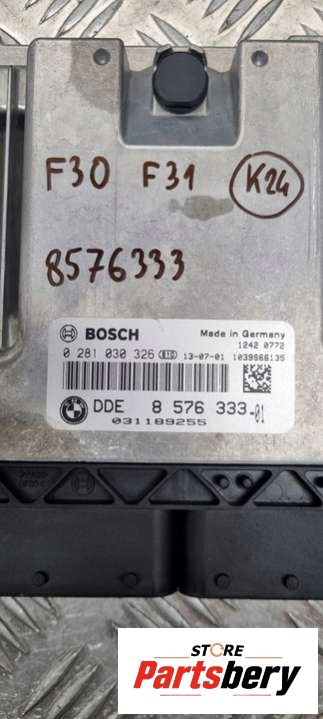 F30 F31 K24
8576333
BOSCH Made in Germany
1242 0772
0 281 030 326 13-07-01 1039S66135
DDE 8 576 333-01
031189255
STORE
Partsbery